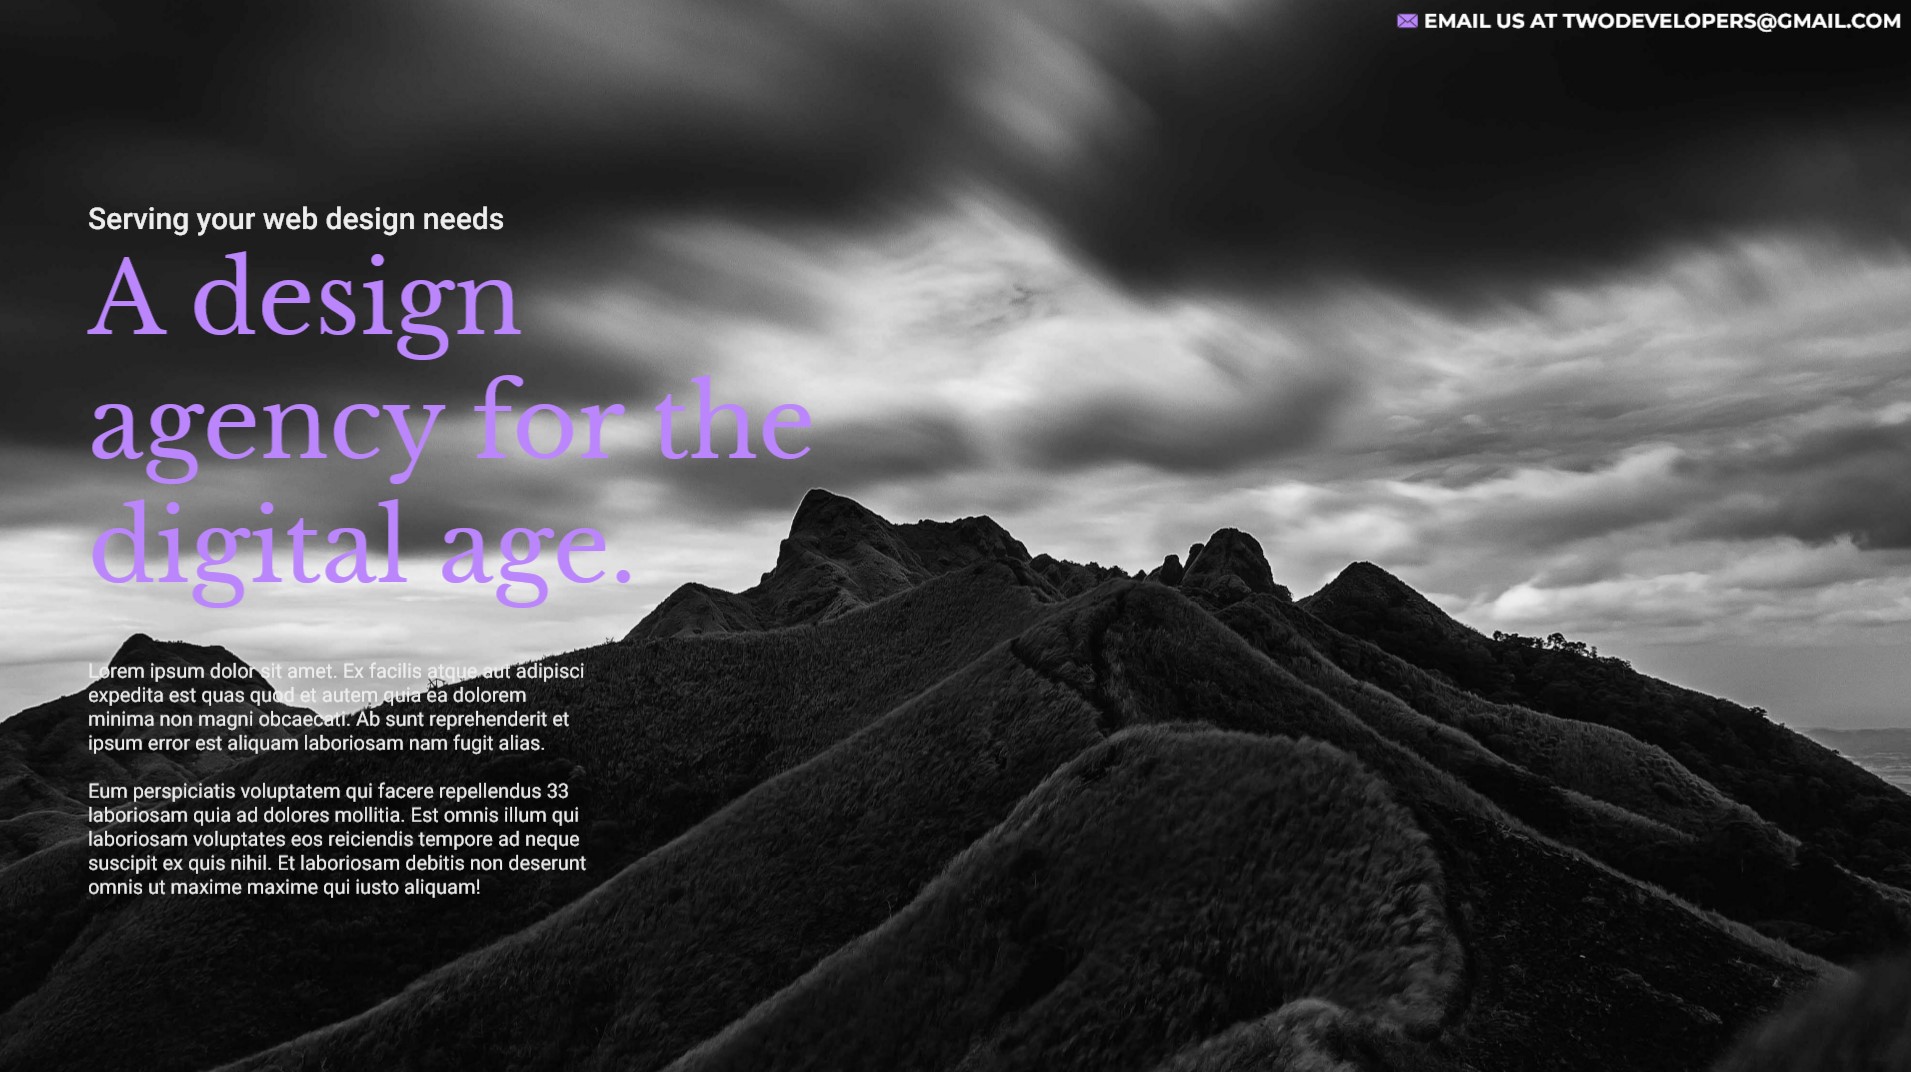 EMAIL US AT TWODEVELOPERS@GMAIL.COM
Serving your web design needs
A design
agency for the
digital age.
Lorem ipsum dolor sit amet. Ex facilis atque aut adipisci
expedita est quas quod et autem quia ea dolorem
minima non magni obcaecati. Ab sunt reprehenderit et
ipsum error est aliquam laboriosam nam fugit alias.
Eum perspiciatis voluptatem qui facere repellendus 33
laboriosam quia ad dolores mollitia. Est omnis illum qui
laboriosam voluptates eos reiciendis tempore ad neque
suscipit ex quis nihil. Et laboriosam debitis non deserunt
omnis ut maxime maxime qui iusto aliquam!